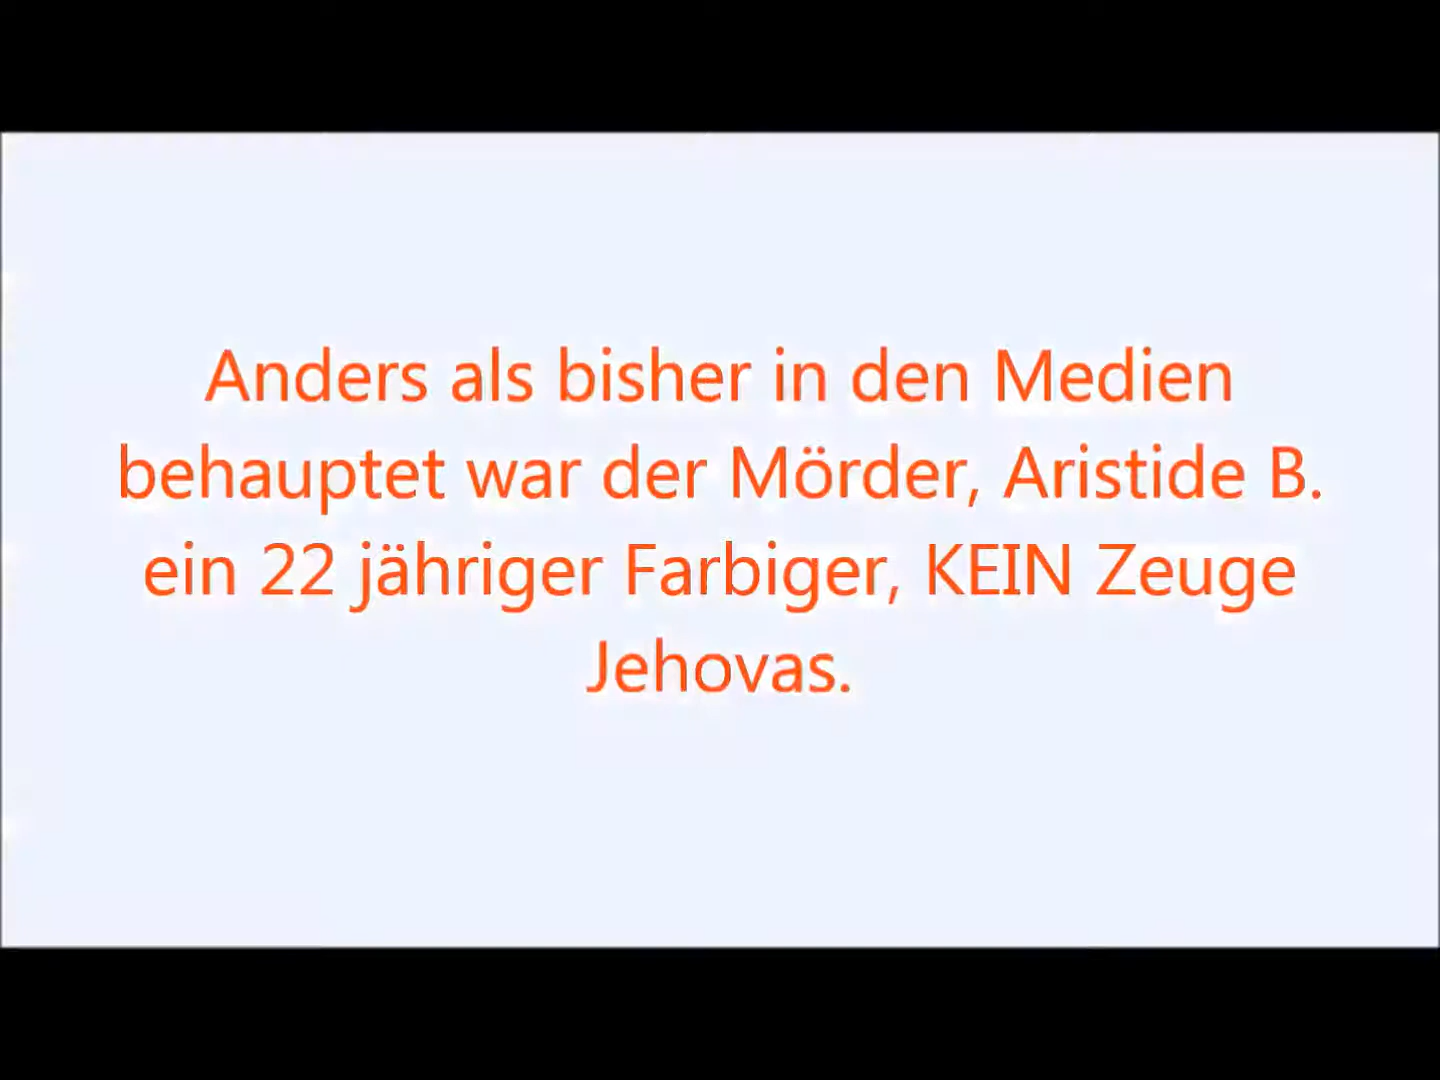 Anders als bisher in den Medien
behauptet war der Mörder, Aristide B.
ein 22 jähriger Farbiger, KEIN Zeuge
Jehovas.